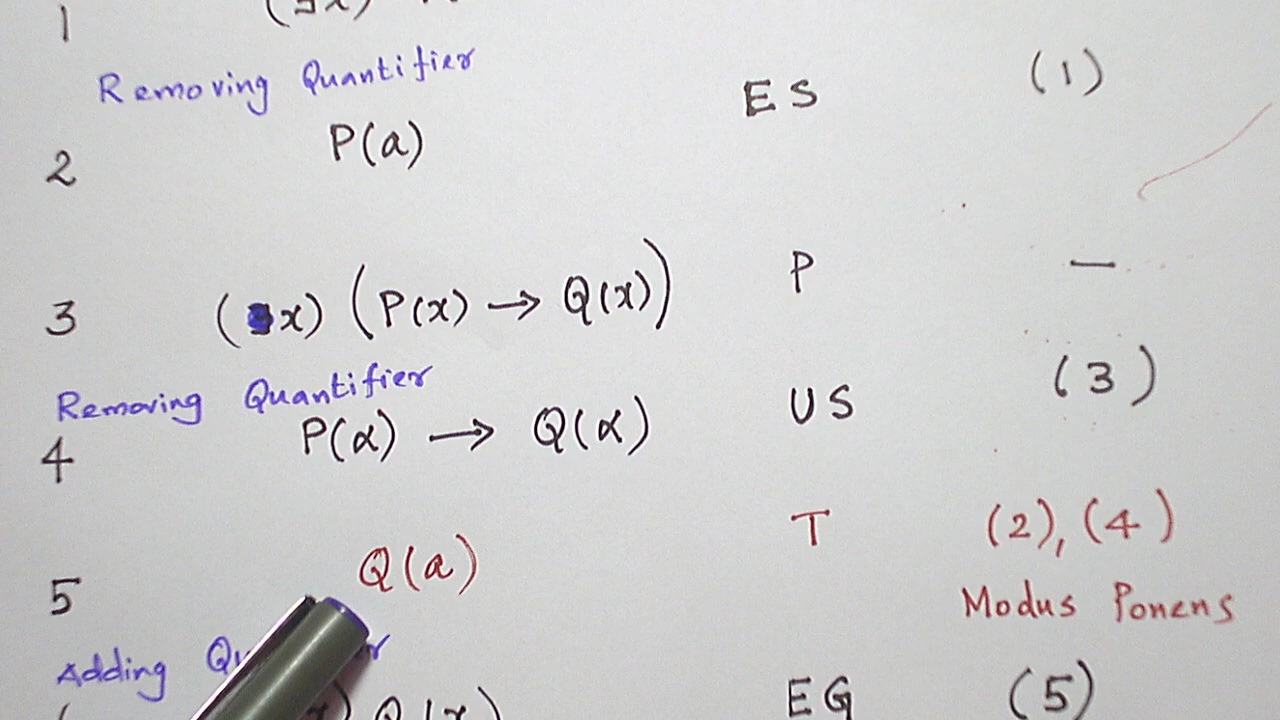 1 (∃x)
Removing Quantifier ES (1)
2 P(a)
3 (x) (P(x) → Q(x)) P —
Removing Quantifier US (3)
4 P(α) → Q(α)
5 Q(a) T (2), (4)
Modus Ponens
Adding
Q(x) EG (5)